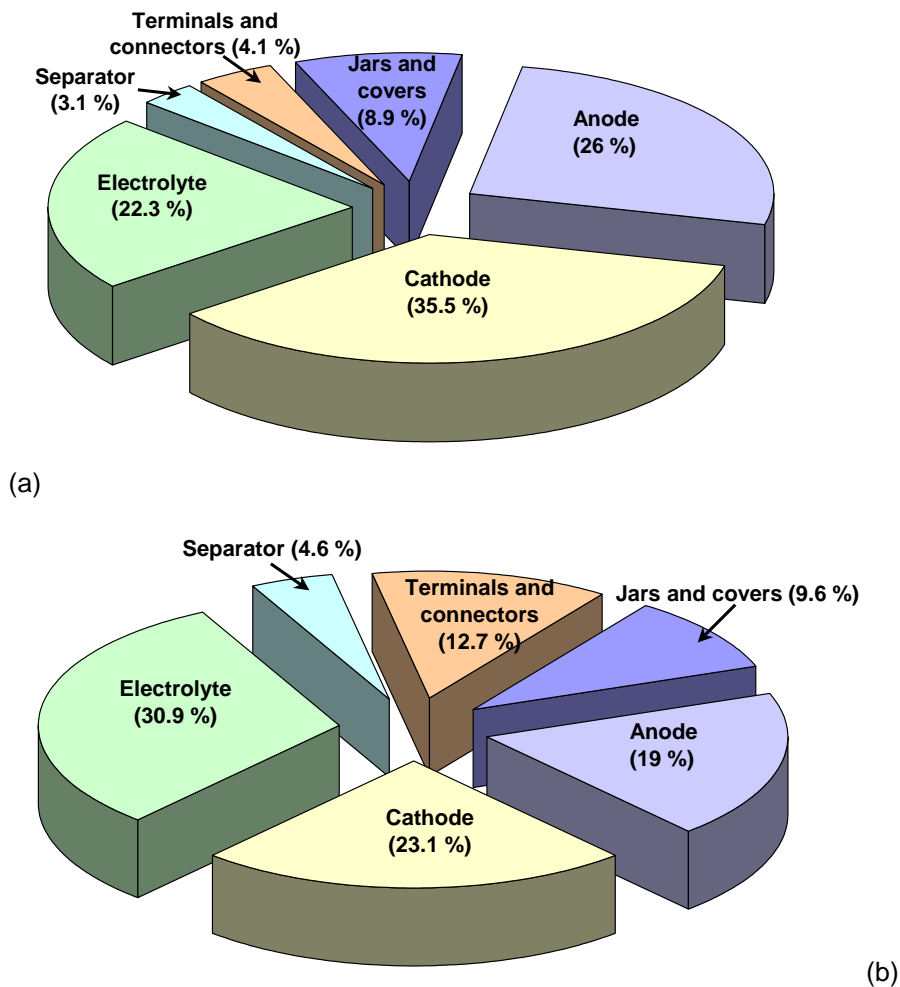 Terminals and
connectors (4.1 %)
Separator
(3.1 %)
Jars and
covers
(8.9 %)
Anode
(26 %)
Electrolyte
(22.3 %)
Cathode
(35.5 %)
(a)
Separator (4.6 %)
Terminals and
connectors
(12.7 %)
Jars and covers (9.6 %)
Electrolyte
(30.9 %)
Anode
(19 %)
Cathode
(23.1 %)
(b)